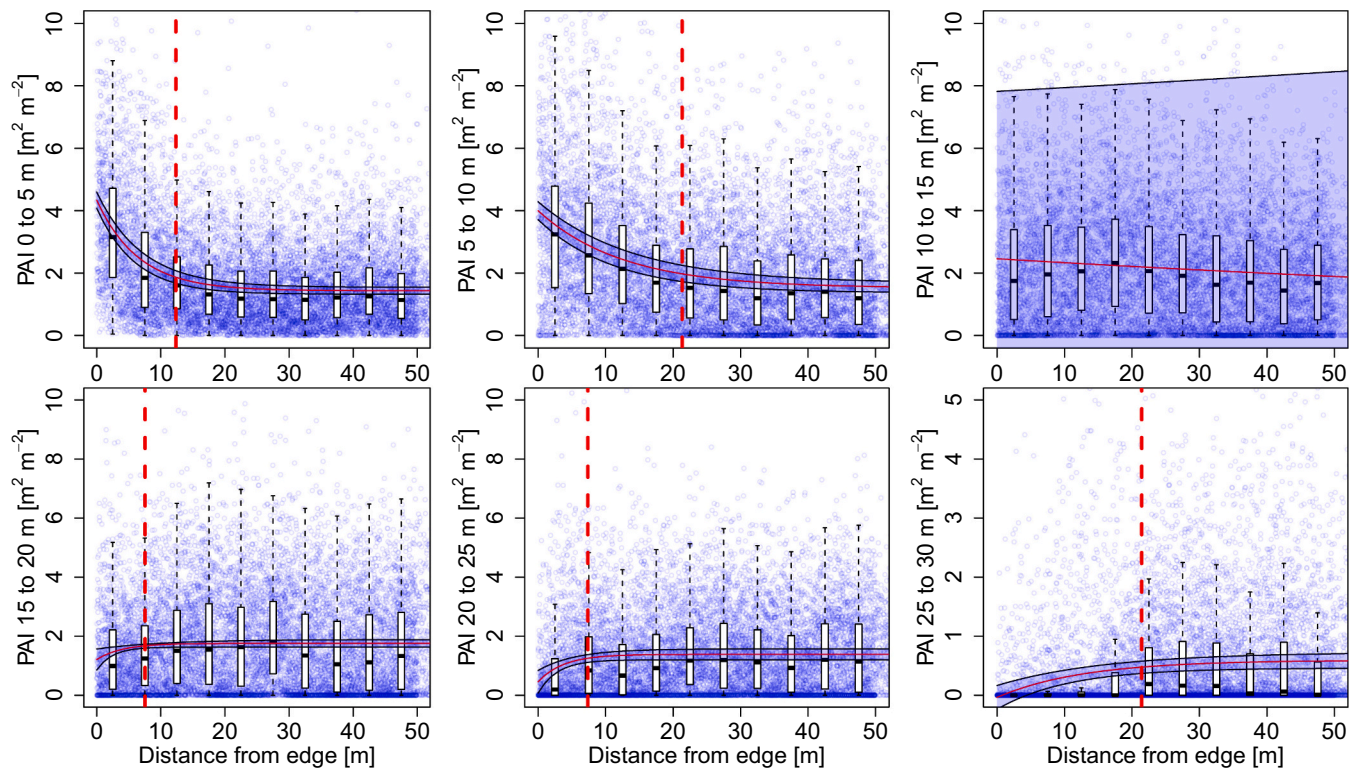 PAI 0 to 5 m [m² m⁻²]
0 2 4 6 8 10
0 10 20 30 40 50
PAI 5 to 10 m [m² m⁻²]
0 2 4 6 8 10
0 10 20 30 40 50
PAI 10 to 15 m [m² m⁻²]
0 2 4 6 8 10
0 10 20 30 40 50
PAI 15 to 20 m [m² m⁻²]
0 2 4 6 8 10
0 10 20 30 40 50
Distance from edge [m]
PAI 20 to 25 m [m² m⁻²]
0 2 4 6 8 10
0 10 20 30 40 50
Distance from edge [m]
PAI 25 to 30 m [m² m⁻²]
0 1 2 3 4 5
0 10 20 30 40 50
Distance from edge [m]